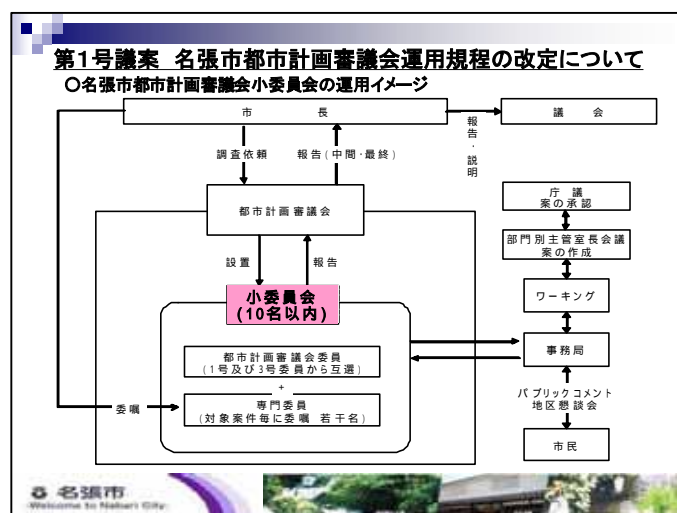 第1号議案 名張市都市計画審議会運用規程の改定について
○名張市都市計画審議会小委員会の運用イメージ
市 長
議 会
報告・説明
調査依頼
報告(中間・最終)
庁議
案の承認
都市計画審議会
部門別主管室長会議
案の作成
設置
報告
小委員会
(10名以内)
ワーキング
都市計画審議会委員
(1号及び3号委員から互選)
事務局
+
専門委員
(対象案件毎に委嘱 若干名)
委嘱
パブリックコメント
地区懇談会
市民
名張市
Welcome to Nabari City